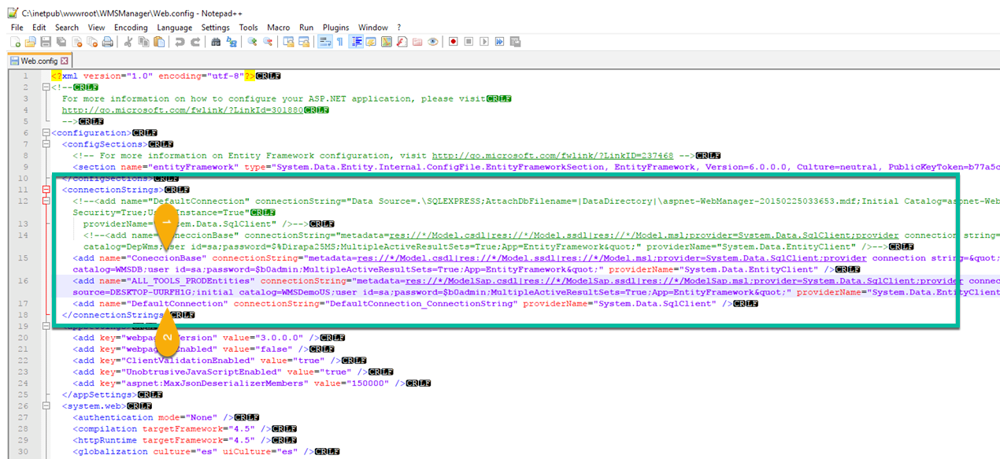 C:\inetpub\wwwroot\WMSManager\Web.config - Notepad++
File Edit Search View Encoding Language Settings Tools Macro Run Plugins Window ?
Web.config
1 <?xml version="1.0" encoding="utf-8"?>CRLF
2 <!--CRLF
3 For more information on how to configure your ASP.NET application, please visitCRLF
4 http://go.microsoft.com/fwlink/?LinkId=301880CRLF
5 -->CRLF
6 <configuration>CRLF
7 <configSections>CRLF
8 <!-- For more information on Entity Framework configuration, visit http://go.microsoft.com/fwlink/?LinkID=237468 -->CRLF
9 <section name="entityFramework" type="System.Data.Entity.Internal.ConfigFile.EntityFrameworkSection, EntityFramework, Version=6.0.0.0, Culture=neutral, PublicKeyToken=b77a5c
10 </configSections>CRLF
11 <connectionStrings>CRLF
12 <!--<add name="DefaultConnection" connectionString="Data Source=.\SQLEXPRESS;AttachDbFilename=|DataDirectory|\aspnet-WebManager-20150225033653.mdf;Initial Catalog=aspnet-Web
Security=True;Us Instance=True"CRLF
13 1 m.Data.SqlClient" />-->CRLF
14 <!--<add name= neccionBase" connectionString="metadata=res://*/Model.csdl|res://*/Model.ssdl|res://*/Model.msl;provider=System.Data.SqlClient;provider connection string=
catalog=DepWms; user id=sa;password=$%Dirapa25MS;MultipleActiveResultSets=True;App=EntityFramework&quot;" providerName="System.Data.EntityClient" />-->CRLF
15 <add name="ConeccionBase" connectionString="metadata=res://*/Model.csdl|res://*/Model.ssdl|res://*/Model.msl;provider=System.Data.SqlClient;provider connection string=&quot;
catalog=WMSDB;user id=sa;password=$b0admin;MultipleActiveResultSets=True;App=EntityFramework&quot;" providerName="System.Data.EntityClient" />CRLF
16 <add name="ALL_TOOLS_PRODEntities" connectionString="metadata=res://*/ModelSap.csdl|res://*/ModelSap.ssdl|res://*/ModelSap.msl;provider=System.Data.SqlClient;provider connec
source=DESKTOP-UURFH1G;initial catalog=WMSDemoUS;user id=sa;password=$b0admin;MultipleActiveResultSets=True;App=EntityFramework&quot;" providerName="System.Data.EntityClient
17 <add name="DefaultConnection" connectionString="DefaultConnection_ConnectionString" providerName="System.Data.SqlClient" />CRLF
18 </connectionStrings CRLF
19 CRLF
20 <add key="webpag Version" value="3.0.0.0" />CRLF
21 <add key="webpag 2 Enabled" value="false" />CRLF
22 <add key="ClientValidationEnabled" value="true" />CRLF
23 <add key="UnobtrusiveJavaScriptEnabled" value="true" />CRLF
24 <add key="aspnet:MaxJsonDeserializerMembers" value="150000" />CRLF
25 </appSettings>CRLF
26 <system.web>CRLF
27 <authentication mode="None" />CRLF
28 <compilation targetFramework="4.5" />CRLF
29 <httpRuntime targetFramework="4.5" />CRLF
30 <globalization culture="es" uiCulture="es" />CRLF